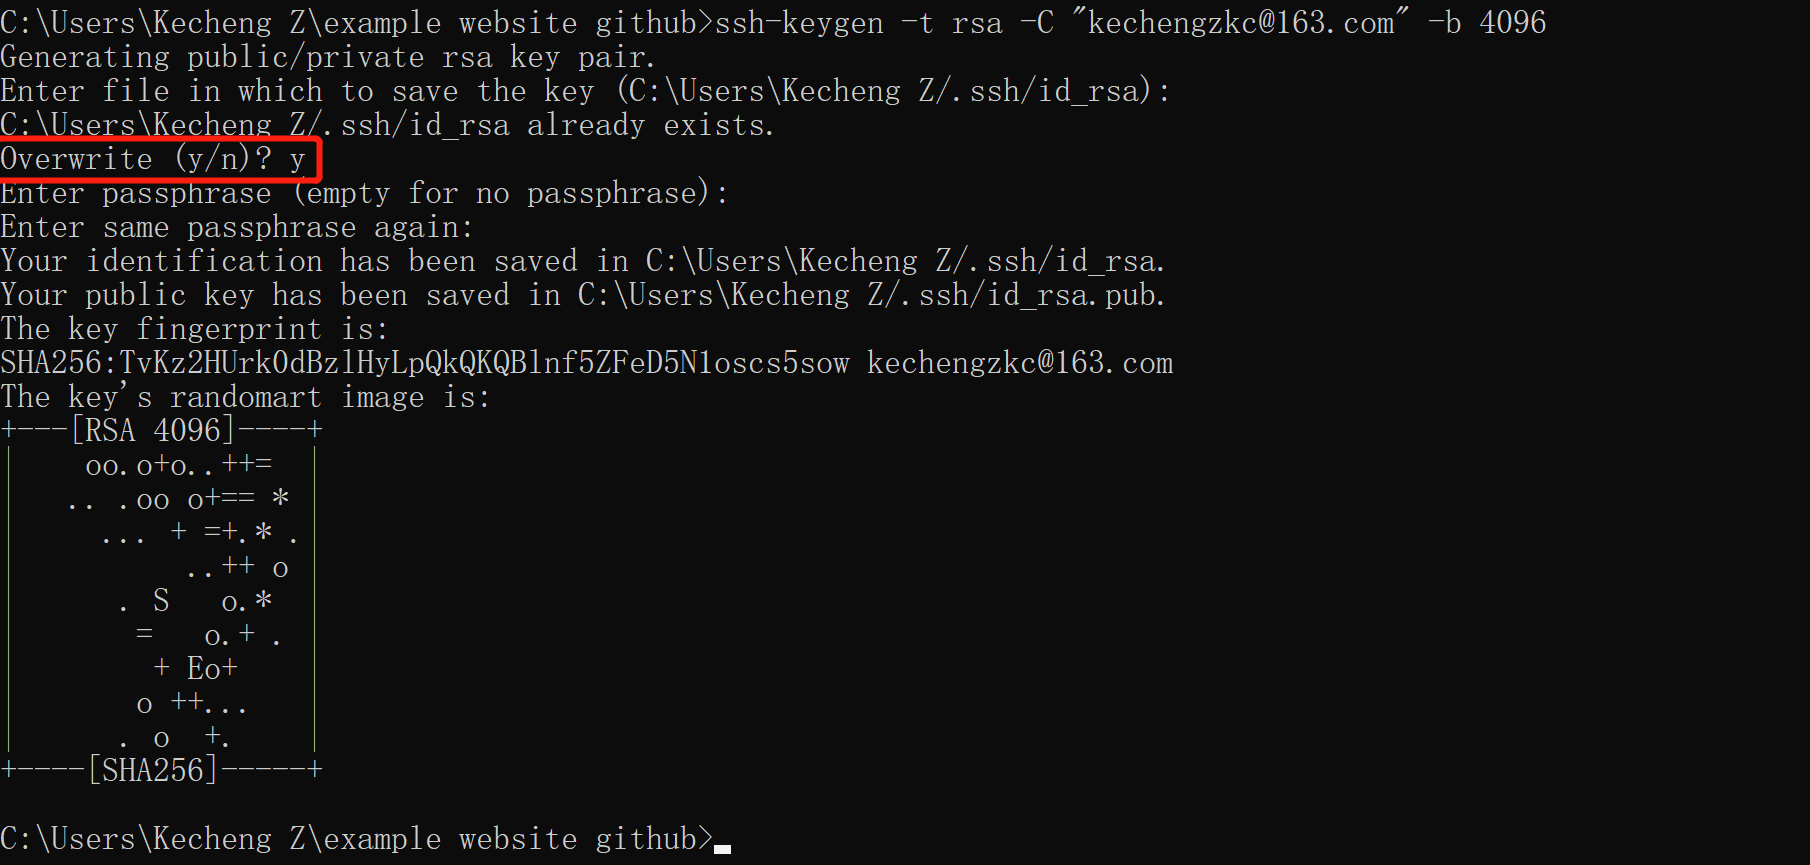 C:\Users\Kecheng Z\example website github>ssh-keygen -t rsa -C "kechengzkc@163.com" -b 4096
Generating public/private rsa key pair.
Enter file in which to save the key (C:\Users\Kecheng Z/.ssh/id_rsa):
C:\Users\Kecheng Z/.ssh/id_rsa already exists.
Overwrite (y/n)? y
Enter passphrase (empty for no passphrase):
Enter same passphrase again:
Your identification has been saved in C:\Users\Kecheng Z/.ssh/id_rsa.
Your public key has been saved in C:\Users\Kecheng Z/.ssh/id_rsa.pub.
The key fingerprint is:
SHA256:TvKz2HUrk0dBzlHyLpQkQKQBlnf5ZFeD5N1oscs5sow kechengzkc@163.com
The key's randomart image is:
+---[RSA 4096]----+
|    oo.o+o..++=  |
|   .. .oo o+== * |
|     ... + =+.* .|
|          ..++ o |
|      . S   o.*  |
|       =   o.+ . |
|        + Eo+    |
|       o ++...   |
|      . o  +.    |
+----[SHA256]-----+
C:\Users\Kecheng Z\example website github>